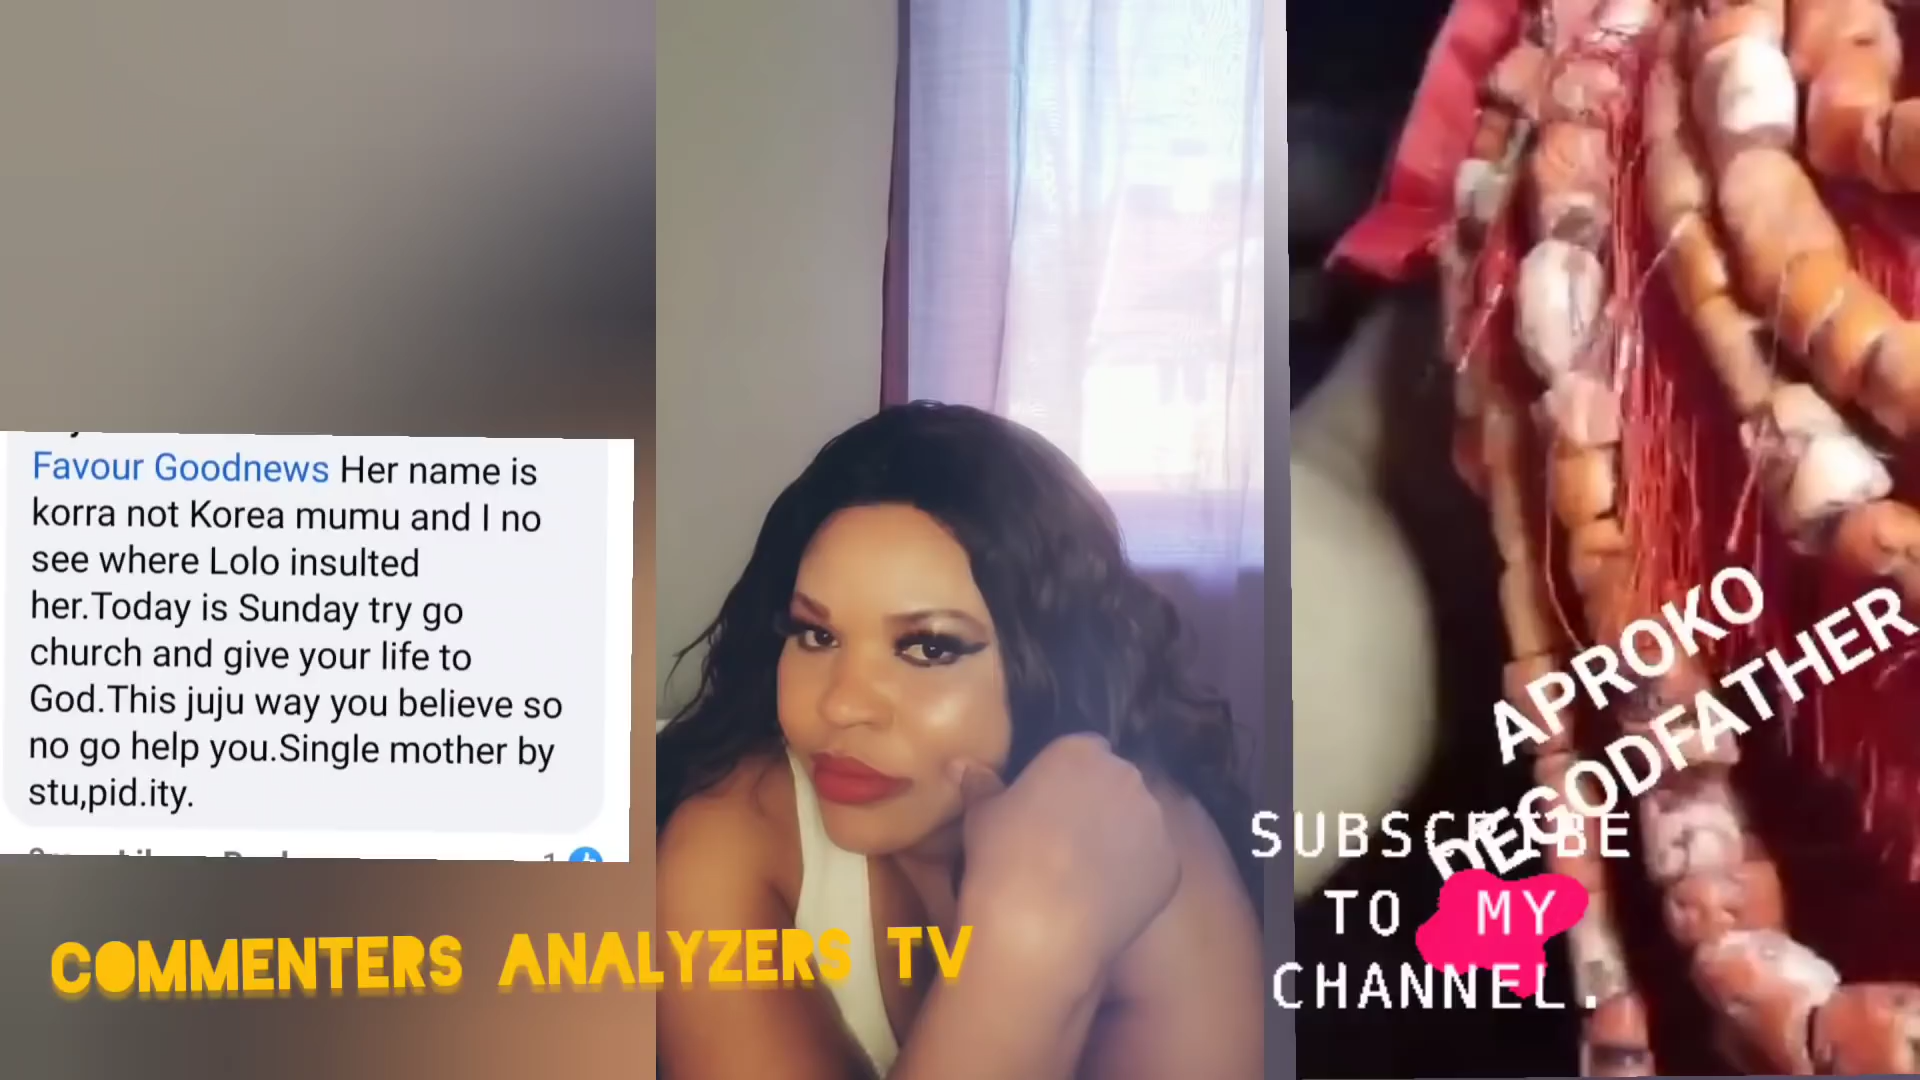 Favour Goodnews Her name is
korra not Korea mumu and I no
see where Lolo insulted
her.Today is Sunday try go
church and give your life to
God.This juju way you believe so
no go help you.Single mother by
stu,pid.ity.
COMMENTERS ANALYZERS TV
APROKO
DEGODFATHER
SUBSCRIBE
TO MY
CHANNEL.